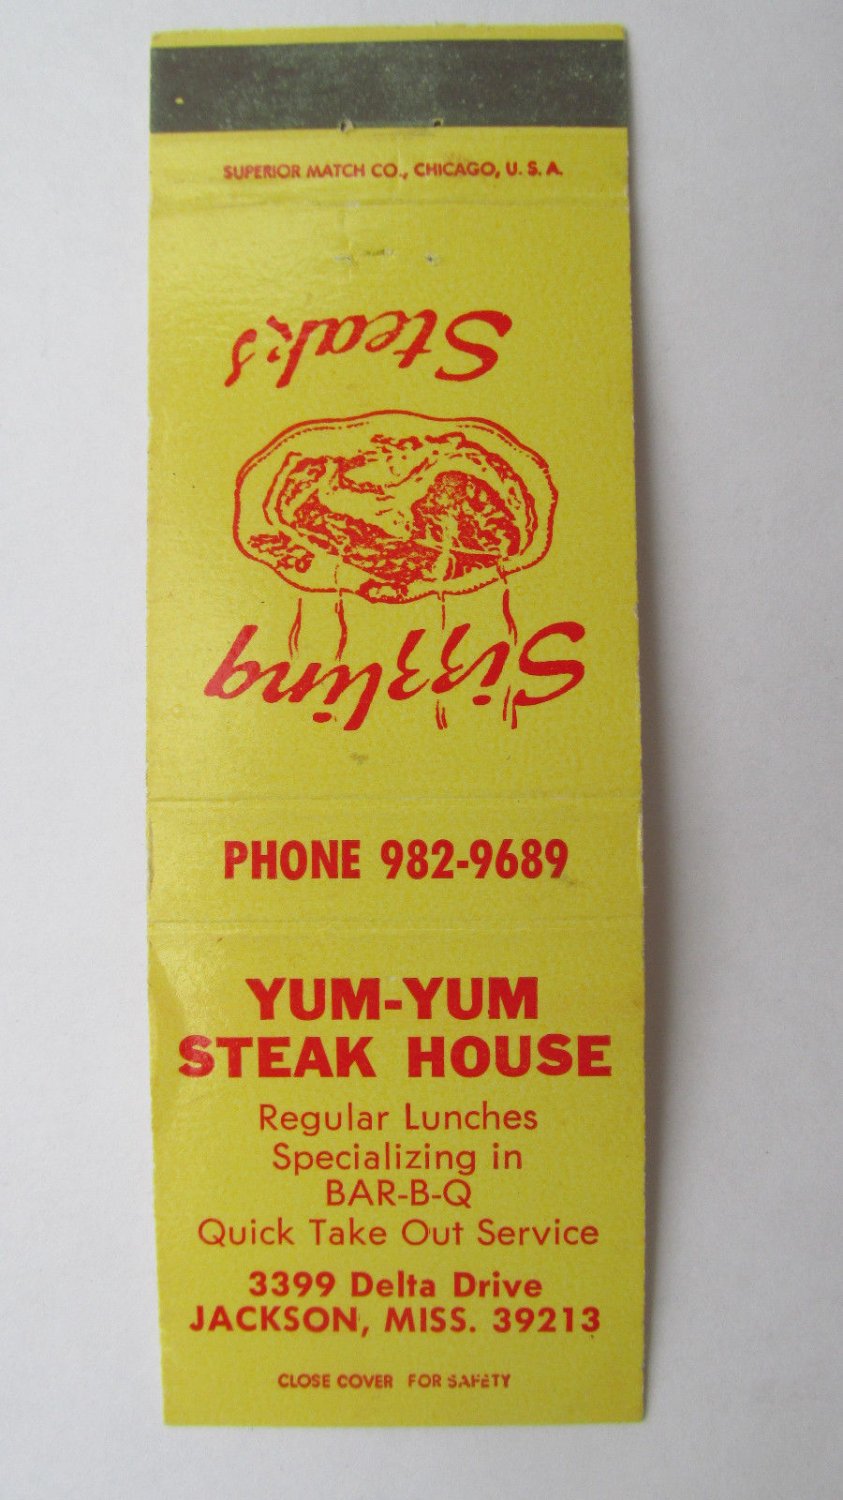 SUPERIOR MATCH CO., CHICAGO, U. S. A.
Sizzling
Steaks
PHONE 982-9689
YUM-YUM
STEAK HOUSE
Regular Lunches
Specializing in
BAR-B-Q
Quick Take Out Service
3399 Delta Drive
JACKSON, MISS. 39213
CLOSE COVER FOR SAFETY